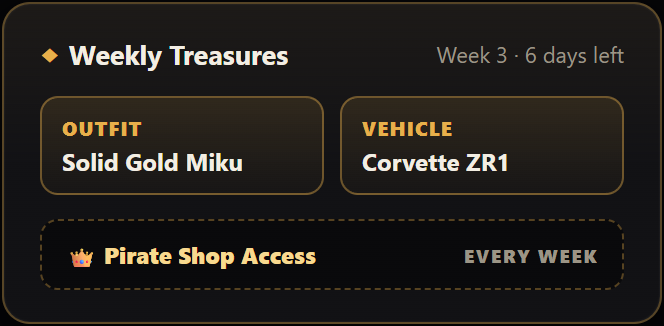 Weekly Treasures
Week 3 · 6 days left
OUTFIT
Solid Gold Miku
VEHICLE
Corvette ZR1
Pirate Shop Access
EVERY WEEK